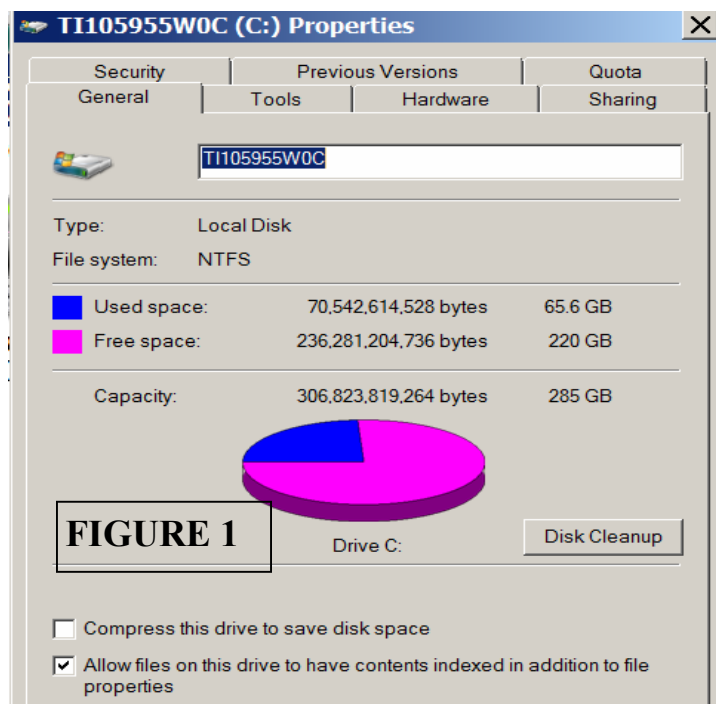 TI105955W0C (C:) Properties
Security Previous Versions Quota
General Tools Hardware Sharing
TI105955W0C
Type: Local Disk
File system: NTFS
Used space: 70,542,614,528 bytes 65.6 GB
Free space: 236,281,204,736 bytes 220 GB
Capacity: 306,823,819,264 bytes 285 GB
FIGURE 1
Drive C:
Disk Cleanup
Compress this drive to save disk space
Allow files on this drive to have contents indexed in addition to file
properties